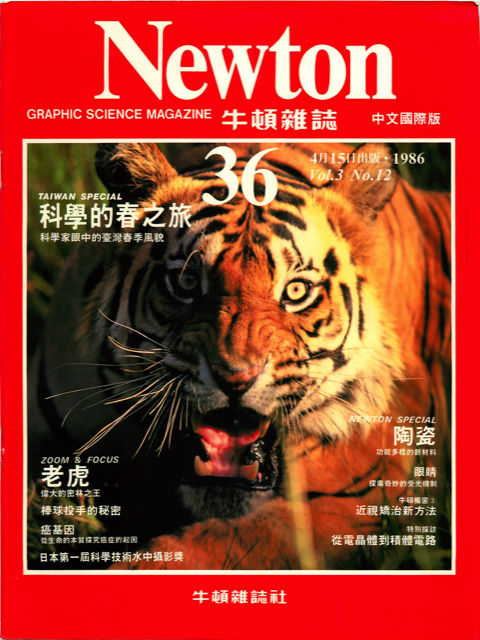 Newton
GRAPHIC SCIENCE MAGAZINE 牛頓雜誌 中文國際版
36
4月15日出版・1986
Vol.3 No.12
TAIWAN SPECIAL
科學的春之旅
科學家眼中的臺灣春季風貌
ZOOM & FOCUS
老虎
偉大的密林之王
棒球投手的秘密
癌基因
從生命的本質探究癌症的起因
日本第一屆科學技術水中攝影獎
NEWTON SPECIAL
陶瓷
功能多樣的新材料
眼睛
探索奇妙的受光機制
牛頓櫥窗 3
近視矯治新方法
特別採訪
從電晶體到積體電路
牛頓雜誌社